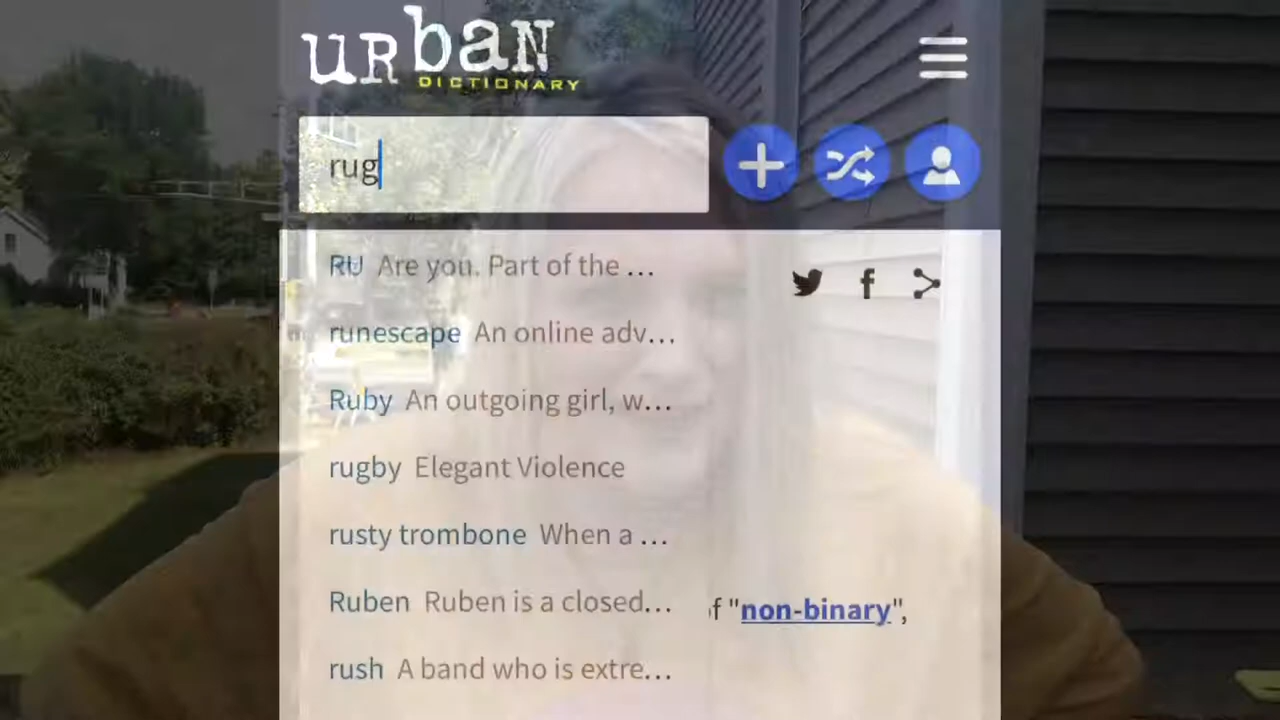 urban
DICTIONARY
rug
RU Are you. Part of the ...
runescape An online adv...
Ruby An outgoing girl, w...
rugby Elegant Violence
rusty trombone When a ...
Ruben Ruben is a closed...
f "non-binary",
rush A band who is extre...